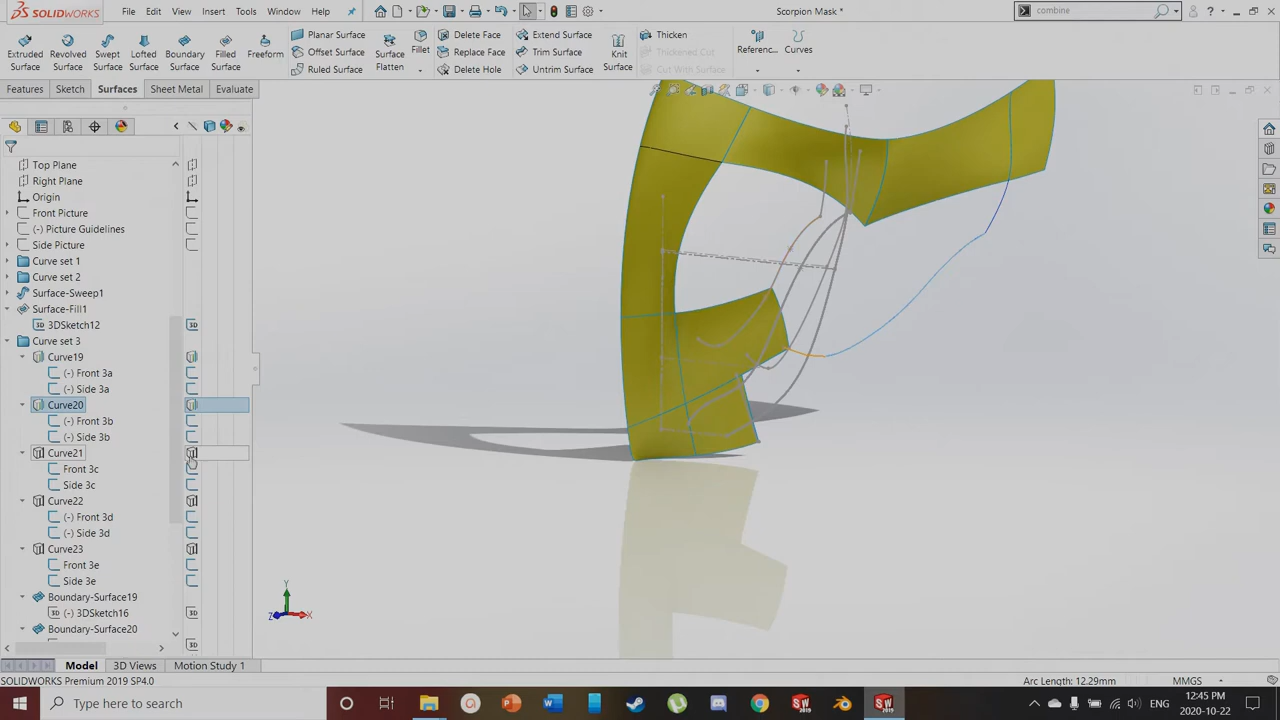 SOLIDWORKS File Edit View Insert Tools Window Help Scorpion Mask * combine
Extruded Surface Revolved Surface Swept Surface Lofted Surface Boundary Surface Filled Surface Freeform
Planar Surface
Offset Surface
Ruled Surface
Surface Flatten
Fillet
Delete Face
Replace Face
Delete Hole
Extend Surface
Trim Surface
Untrim Surface
Knit Surface
Thicken
Thickened Cut
Cut With Surface
Referenc... Curves
Features Sketch Surfaces Sheet Metal Evaluate
Top Plane
Right Plane
Origin
Front Picture
(-) Picture Guidelines
Side Picture
Curve set 1
Curve set 2
Surface-Sweep1
Surface-Fill1
3DSketch12
Curve set 3
Curve19
(-) Front 3a
(-) Side 3a
Curve20
(-) Front 3b
(-) Side 3b
Curve21
Front 3c
Side 3c
Curve22
(-) Front 3d
(-) Side 3d
Curve23
Front 3e
Side 3e
Boundary-Surface19
(-) 3DSketch16
Boundary-Surface20
Y
Z X
Model 3D Views Motion Study 1
SOLIDWORKS Premium 2019 SP4.0 Arc Length: 12.29mm MMGS
Type here to search ENG 12:45 PM
2020-10-22